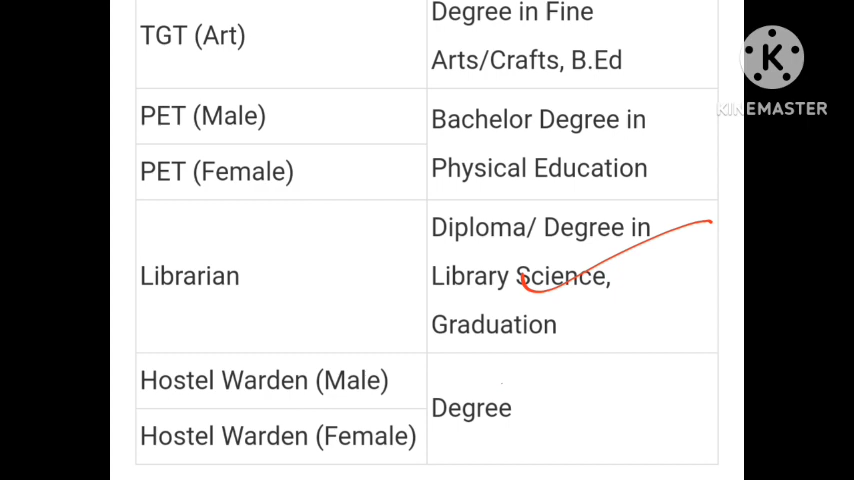 Degree in Fine
TGT (Art)
Arts/Crafts, B.Ed
PET (Male)
Bachelor Degree in
PET (Female)
Physical Education
Diploma/ Degree in
Librarian
Library Science,
Graduation
Hostel Warden (Male)
Degree
Hostel Warden (Female)
K
KINEMASTER